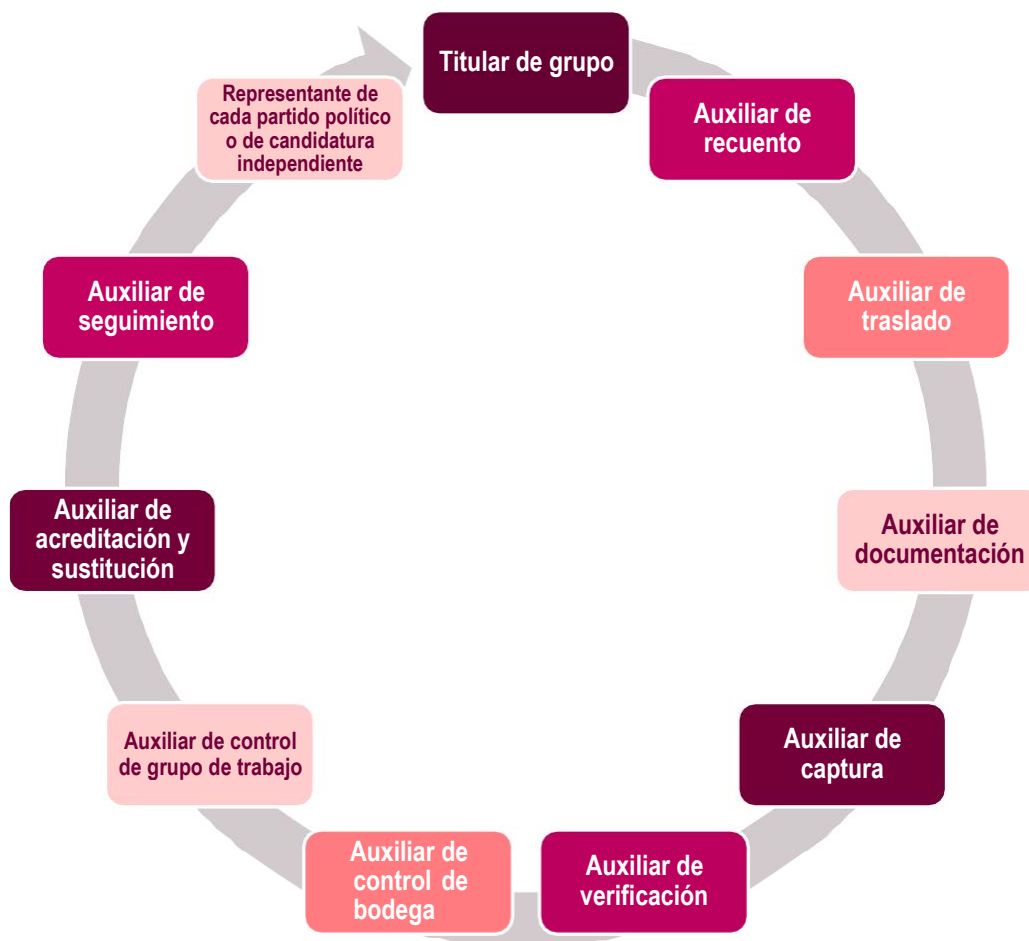 Titular de grupo
Auxiliar de
recuento
Auxiliar de
traslado
Auxiliar de
documentación
Auxiliar de
captura
Auxiliar de
verificación
Auxiliar de
control de
bodega
Auxiliar de control
de grupo de trabajo
Auxiliar de
acreditación y
sustitución
Auxiliar de
seguimiento
Representante de
cada partido político
o de candidatura
independiente